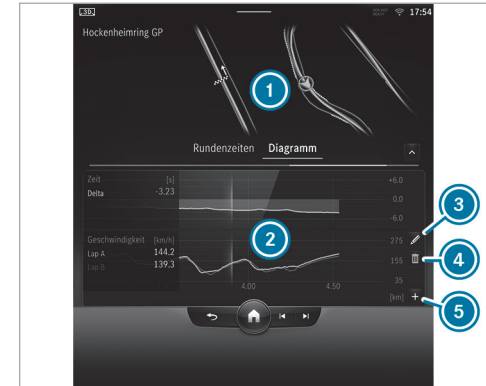 SD
17:54
Hockenheimring GP
1
Rundenzeiten Diagramm
Zeit [s]
Delta -3.23
+6.0
0.0
-6.0
2
3
Geschwindigkeit [km/h]
Lap A 144.2
Lap B 139.3
275
155
35
4
4.00 4.50 [km]
5